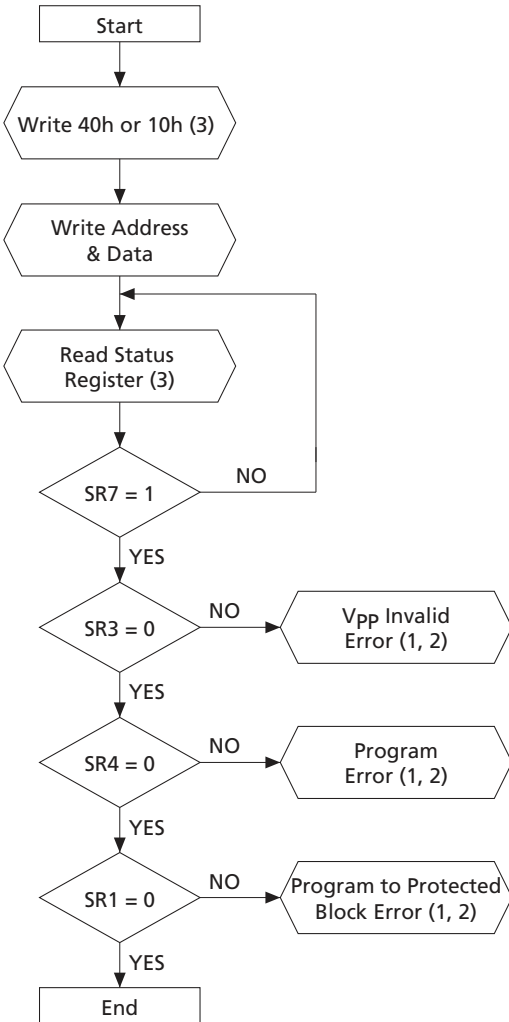 Start
Write 40h or 10h (3)
Write Address
& Data
Read Status
Register (3)
SR7 = 1
NO
YES
SR3 = 0
NO
VPP Invalid
Error (1, 2)
YES
SR4 = 0
NO
Program
Error (1, 2)
YES
SR1 = 0
NO
Program to Protected
Block Error (1, 2)
YES
End